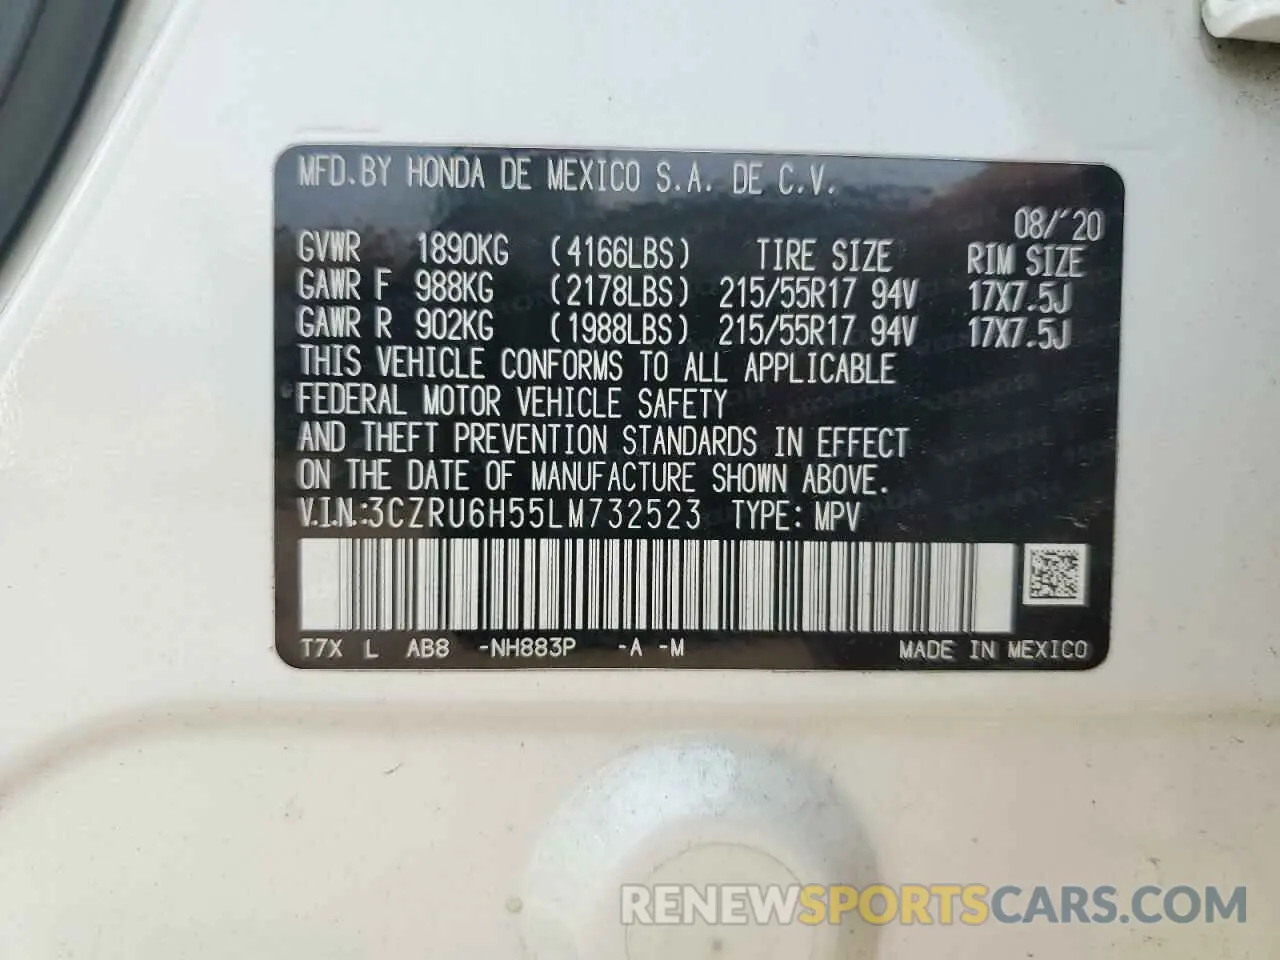 MFD.BY HONDA DE MEXICO S.A. DE C.V.
08/'20
GVWR 1890KG (4166LBS) TIRE SIZE RIM SIZE
GAWR F 988KG (2178LBS) 215/55R17 94V 17X7.5J
GAWR R 902KG (1988LBS) 215/55R17 94V 17X7.5J
THIS VEHICLE CONFORMS TO ALL APPLICABLE
FEDERAL MOTOR VEHICLE SAFETY
AND THEFT PREVENTION STANDARDS IN EFFECT
ON THE DATE OF MANUFACTURE SHOWN ABOVE.
V.I.N.:3CZRU6H55LM732523 TYPE: MPV
T7X L AB8 -NH883P -A -M MADE IN MEXICO
RENEWSPORTSCARS.COM